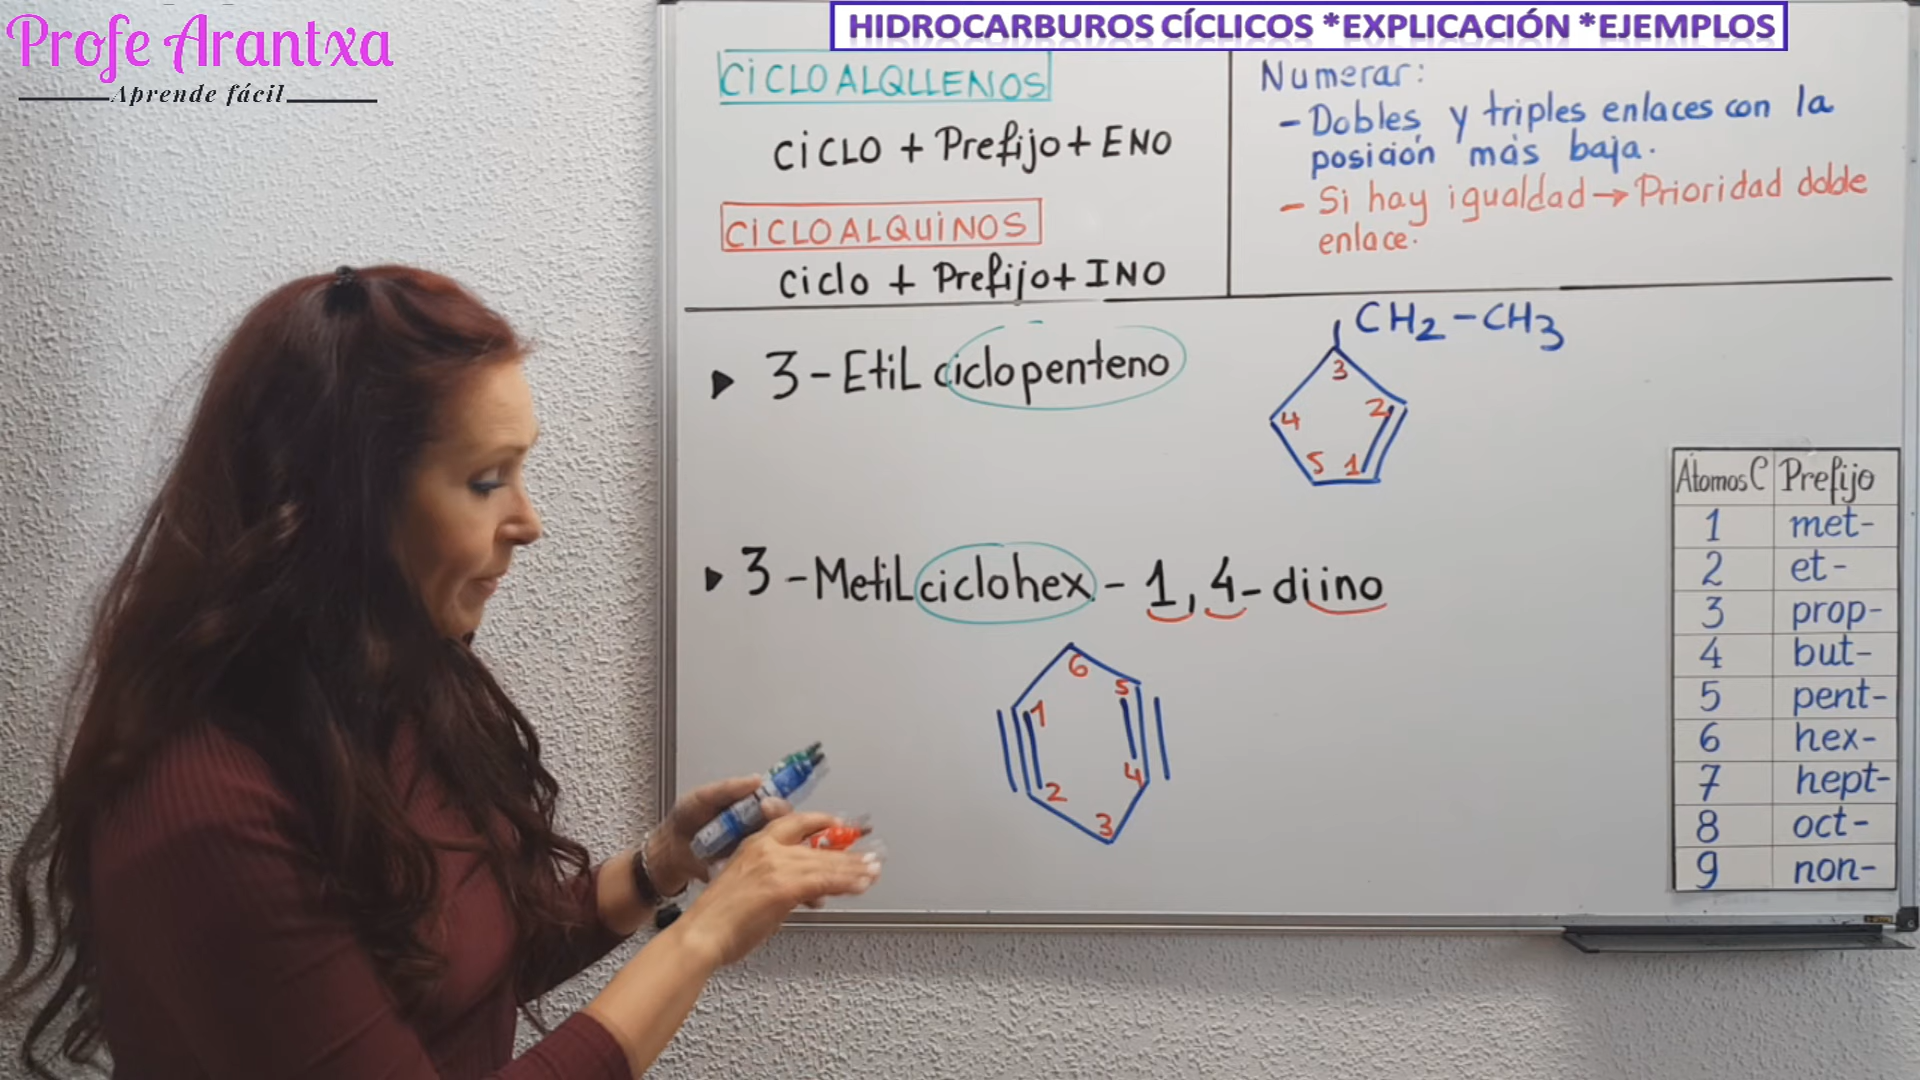 Profe Arantxa
Aprende fácil
HIDROCARBUROS CÍCLICOS *EXPLICACIÓN *EJEMPLOS
CICLOALQUENOS
CICLO + Prefijo + ENO
CICLOALQUINOS
Ciclo + Prefijo + INO
Numerar:
- Dobles y triples enlaces con la
posición más baja.
- Si hay igualdad → Prioridad doble
enlace.
▸ 3-Etil ciclopenteno
CH2-CH3
3
4 2
5 1
▸ 3-Metilciclohex-1,4-diino
6
1 5
2 4
3
Átomos C Prefijo
1 met-
2 et-
3 prop-
4 but-
5 pent-
6 hex-
7 hept-
8 oct-
9 non-